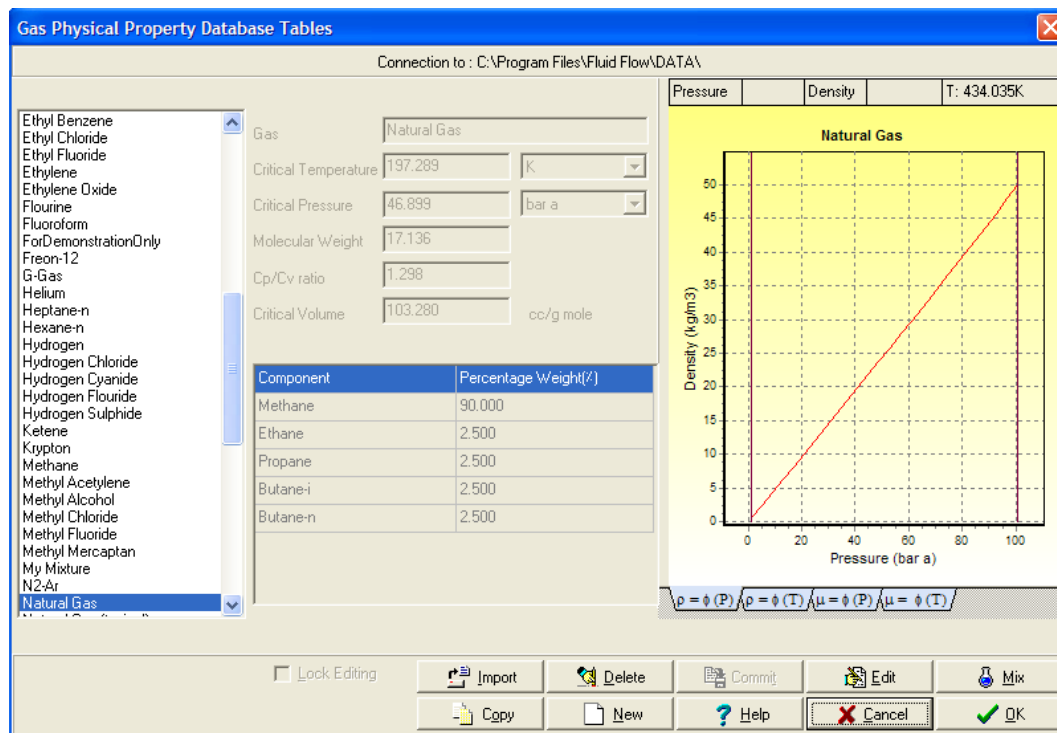 Gas Physical Property Database Tables
Connection to : C:\Program Files\Fluid Flow\DATA\
Ethyl Benzene
Ethyl Chloride
Ethyl Fluoride
Ethylene
Ethylene Oxide
Flourine
Fluoroform
ForDemonstrationOnly
Freon-12
G-Gas
Helium
Heptane-n
Hexane-n
Hydrogen
Hydrogen Chloride
Hydrogen Cyanide
Hydrogen Flouride
Hydrogen Sulphide
Ketene
Krypton
Methane
Methyl Acetylene
Methyl Alcohol
Methyl Chloride
Methyl Fluoride
Methyl Mercaptan
My Mixture
N2-Ar
Natural Gas
Gas Natural Gas
Critical Temperature 197.289 K
Critical Pressure 46.899 bar a
Molecular Weight 17.136
Cp/Cv ratio 1.298
Critical Volume 103.280 cc/g mole
Component Percentage Weight(%)
Methane 90.000
Ethane 2.500
Propane 2.500
Butane-i 2.500
Butane-n 2.500
Pressure Density T: 434.035K
Natural Gas
Density (kg/m3)
50
45
40
35
30
25
20
15
10
5
0
0 20 40 60 80 100
Pressure (bar a)
ρ = φ (P) ρ = φ (T) μ = φ (P) μ = φ (T)
Lock Editing Import Delete Commit Edit Mix
Copy New Help Cancel OK